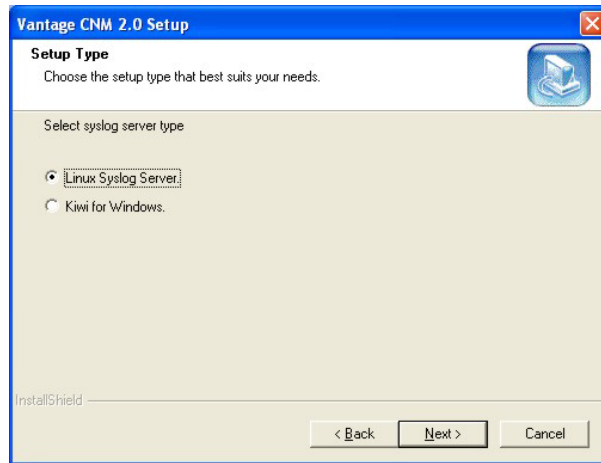 Vantage CNM 2.0 Setup
Setup Type
Choose the setup type that best suits your needs.
Select syslog server type
Linux Syslog Server.
Kiwi for Windows.
InstallShield
< Back
Next >
Cancel